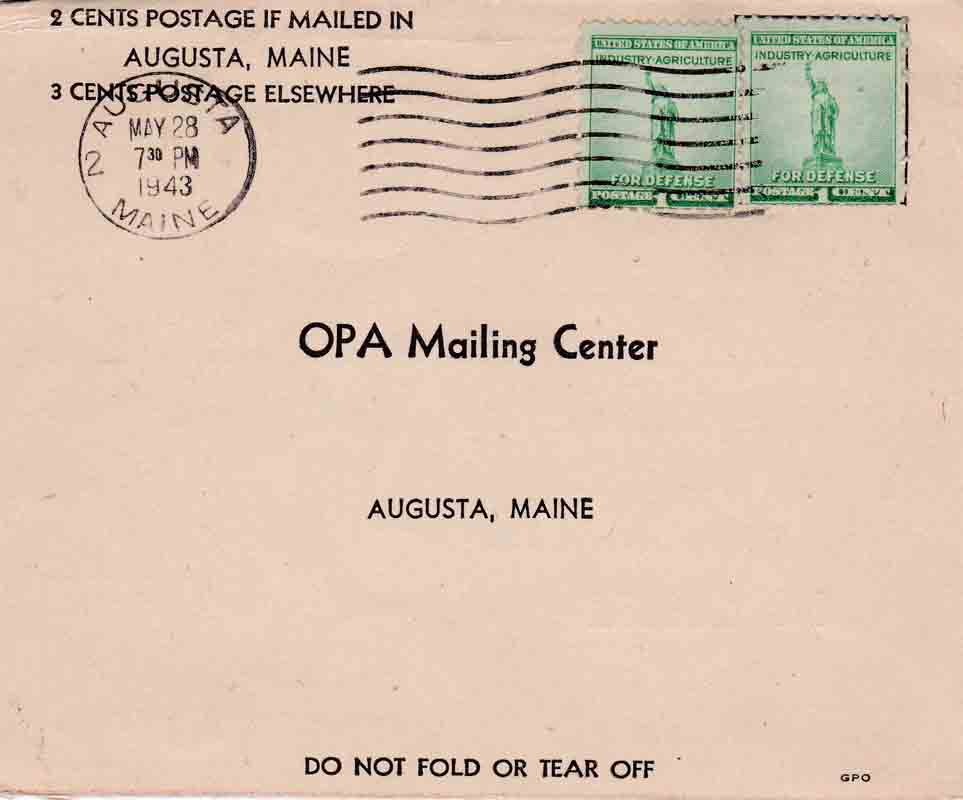 2 CENTS POSTAGE IF MAILED IN
AUGUSTA, MAINE
3 CENTS POSTAGE ELSEWHERE
AUGUSTA
MAY 28
7 30 PM
1943
2
MAINE
UNITED STATES OF AMERICA
INDUSTRY·AGRICULTURE
FOR DEFENSE
POSTAGE 1 CENT
UNITED STATES OF AMERICA
INDUSTRY·AGRICULTURE
FOR DEFENSE
POSTAGE 1 CENT
OPA Mailing Center
AUGUSTA, MAINE
DO NOT FOLD OR TEAR OFF
GPO